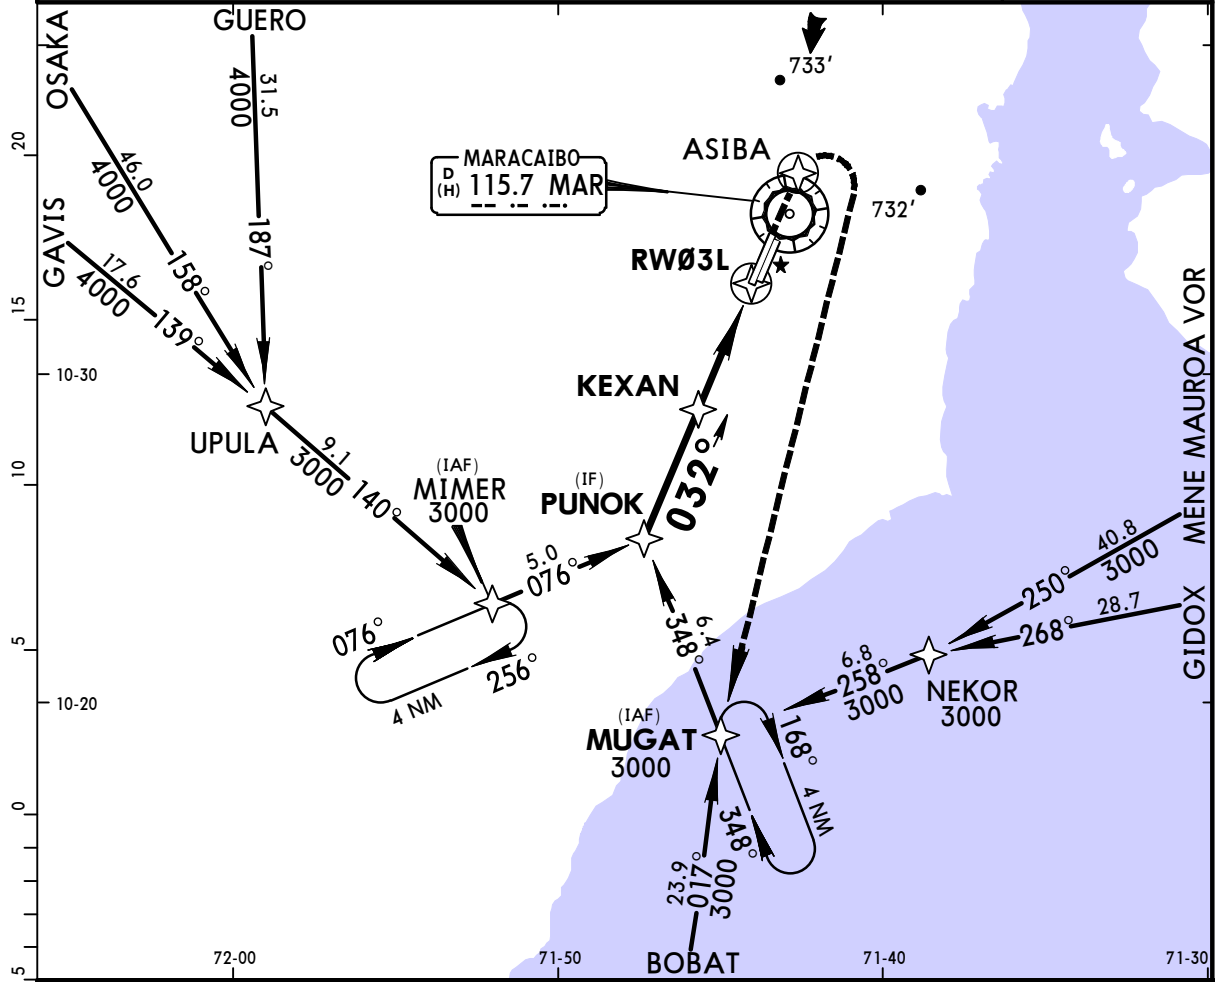 GUERO
OSAKA
31.5
4000
733'
20
46.0
4000
MARACAIBO
D
(H) 115.7 MAR
ASIBA
732'
GAVIS
187°
17.6
4000
158°
RWØ3L
MENE MAUROA VOR
15
139°
10-30
KEXAN
UPULA
9.1
3000
140°
(IAF)
MIMER
3000
10
(IF)
PUNOK
032°
40.8
3000
5.0
076°
250°
28.7
268°
GIDOX
076°
256°
4 NM
6.4
348°
5
6.8
258°
3000
NEKOR
3000
10-20
(IAF)
MUGAT
3000
168°
4 NM
348°
0
23.9
017°
3000
5
72-00
71-50
BOBAT
71-40
71-30